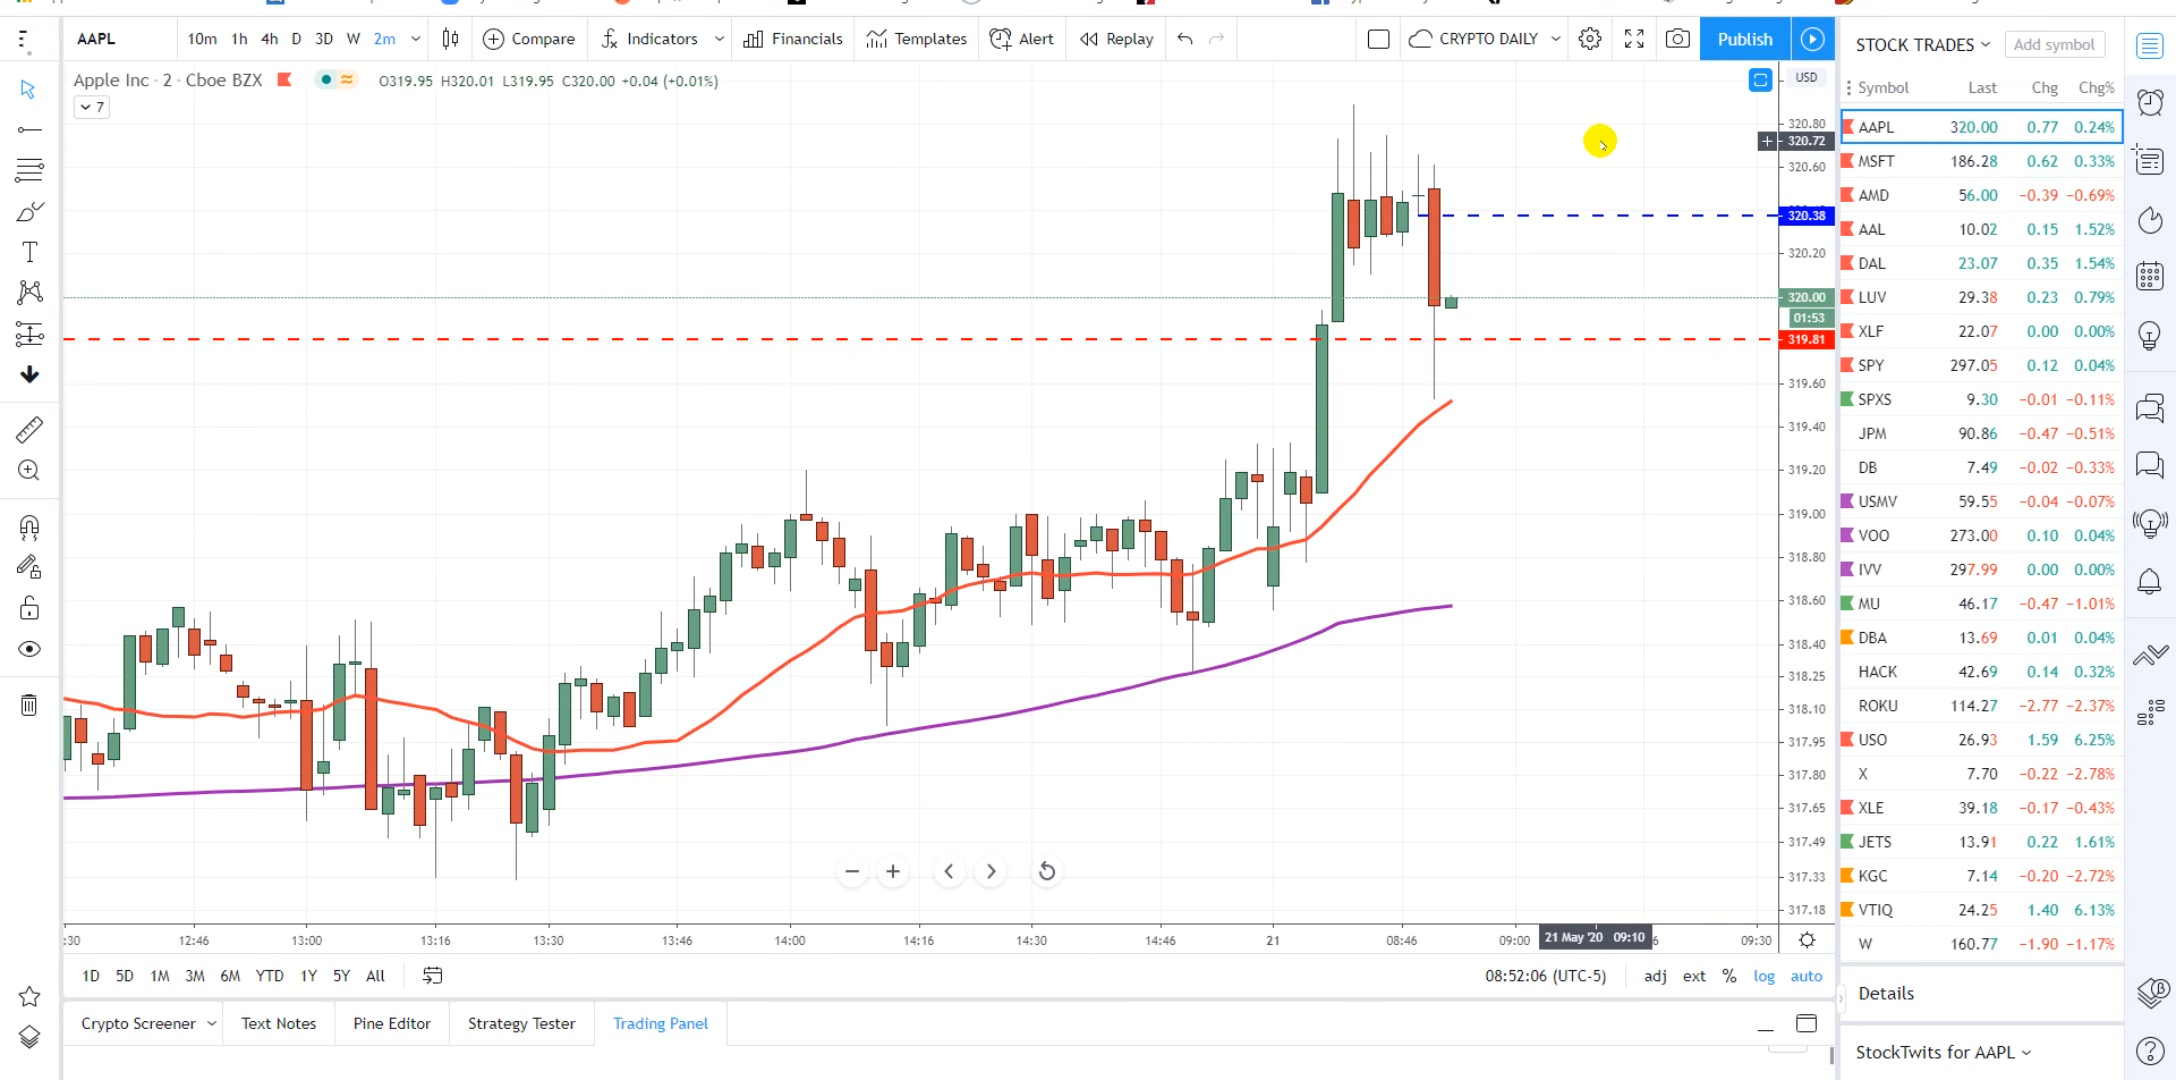 AAPL 10m 1h 4h D 3D W 2m Compare Indicators Financials Templates Alert Replay CRYPTO DAILY Publish
STOCK TRADES Add symbol
Apple Inc · 2 · Cboe BZX O319.95 H320.01 L319.95 C320.00 +0.04 (+0.01%)
7
USD
320.80
320.72
320.60
320.38
320.20
320.00
01:53
319.81
319.60
319.40
319.20
319.00
318.80
318.60
318.40
318.25
318.10
317.95
317.80
317.65
317.49
317.33
317.18
:30 12:46 13:00 13:16 13:30 13:46 14:00 14:16 14:30 14:46 21 08:46 09:00 21 May '20 09:10 6 09:30
1D 5D 1M 3M 6M YTD 1Y 5Y All 08:52:06 (UTC-5) adj ext % log auto
Crypto Screener Text Notes Pine Editor Strategy Tester Trading Panel
Symbol Last Chg Chg%
AAPL 320.00 0.77 0.24%
MSFT 186.28 0.62 0.33%
AMD 56.00 −0.39 −0.69%
AAL 10.02 0.15 1.52%
DAL 23.07 0.35 1.54%
LUV 29.38 0.23 0.79%
XLF 22.07 0.00 0.00%
SPY 297.05 0.12 0.04%
SPXS 9.30 −0.01 −0.11%
JPM 90.86 −0.47 −0.51%
DB 7.49 −0.02 −0.33%
USMV 59.55 −0.04 −0.07%
VOO 273.00 0.10 0.04%
IVV 297.99 0.00 0.00%
MU 46.17 −0.47 −1.01%
DBA 13.69 0.01 0.04%
HACK 42.69 0.14 0.32%
ROKU 114.27 −2.77 −2.37%
USO 26.93 1.59 6.25%
X 7.70 −0.22 −2.78%
XLE 39.18 −0.17 −0.43%
JETS 13.91 0.22 1.61%
KGC 7.14 −0.20 −2.72%
VTIQ 24.25 1.40 6.13%
W 160.77 −1.90 −1.17%
Details
StockTwits for AAPL